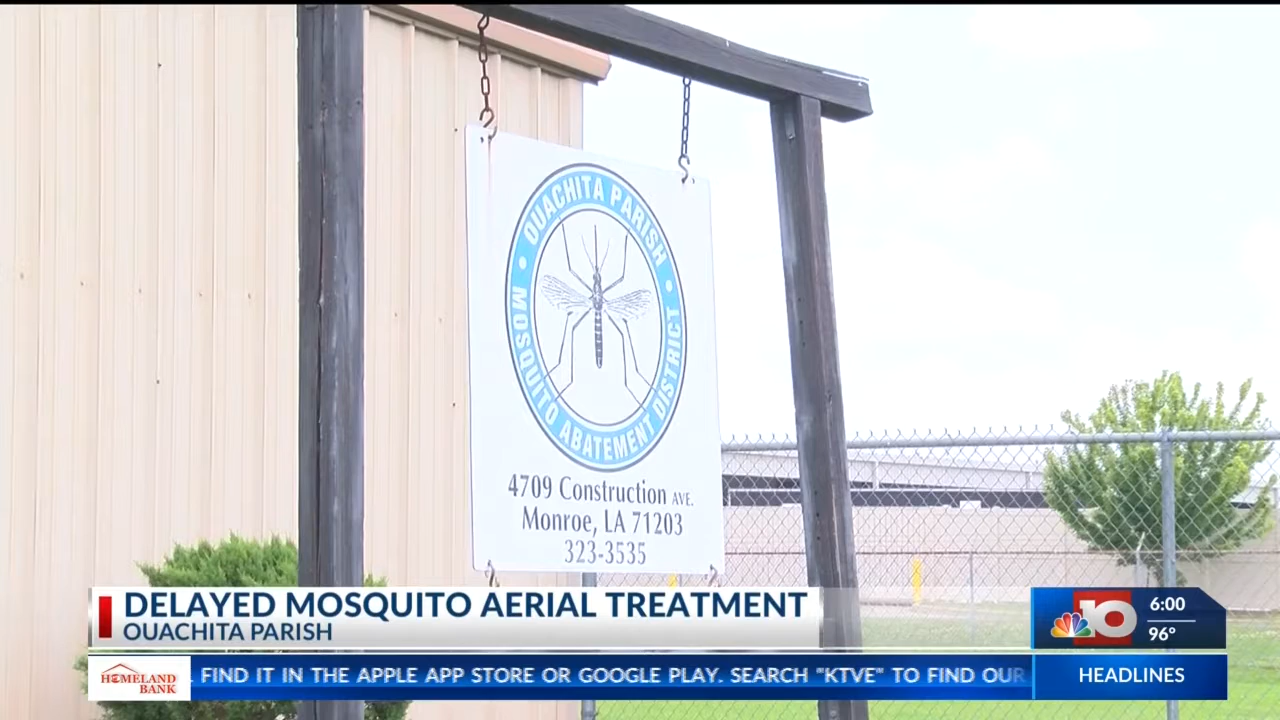 OUACHITA PARISH
MOSQUITO ABATEMENT DISTRICT
4709 Construction AVE.
Monroe, LA 71203
323-3535
DELAYED MOSQUITO AERIAL TREATMENT
OUACHITA PARISH
10
6:00
96°
HOMELAND
BANK
FIND IT IN THE APPLE APP STORE OR GOOGLE PLAY. SEARCH "KTVE" TO FIND OUR
HEADLINES